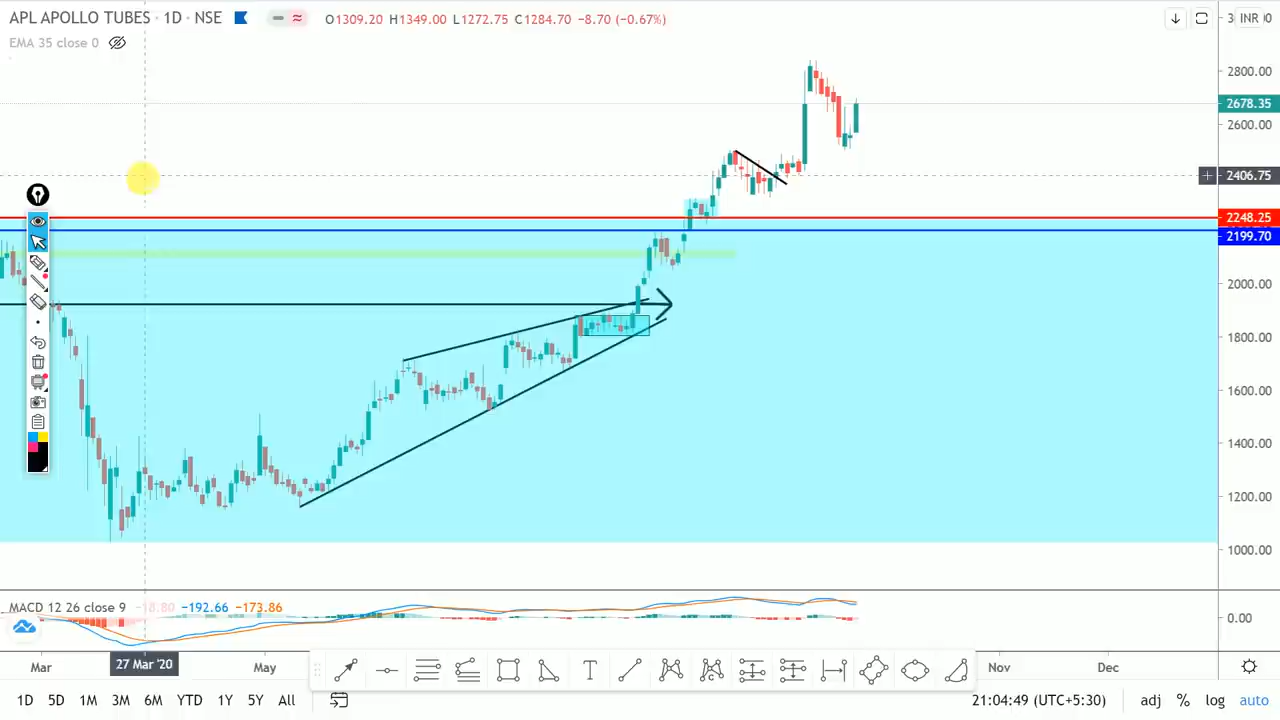 APL APOLLO TUBES · 1D · NSE
O1309.20 H1349.00 L1272.75 C1284.70 −8.70 (−0.67%)
INR
EMA 35 close 0
2800.00
2678.35
2600.00
2406.75
2248.25
2199.70
2000.00
1800.00
1600.00
1400.00
1200.00
1000.00
MACD 12 26 close 9 −18.80 −192.66 −173.86
0.00
Mar 27 Mar '20 May Nov Dec
T
1D 5D 1M 3M 6M YTD 1Y 5Y All
21:04:49 (UTC+5:30) adj % log auto